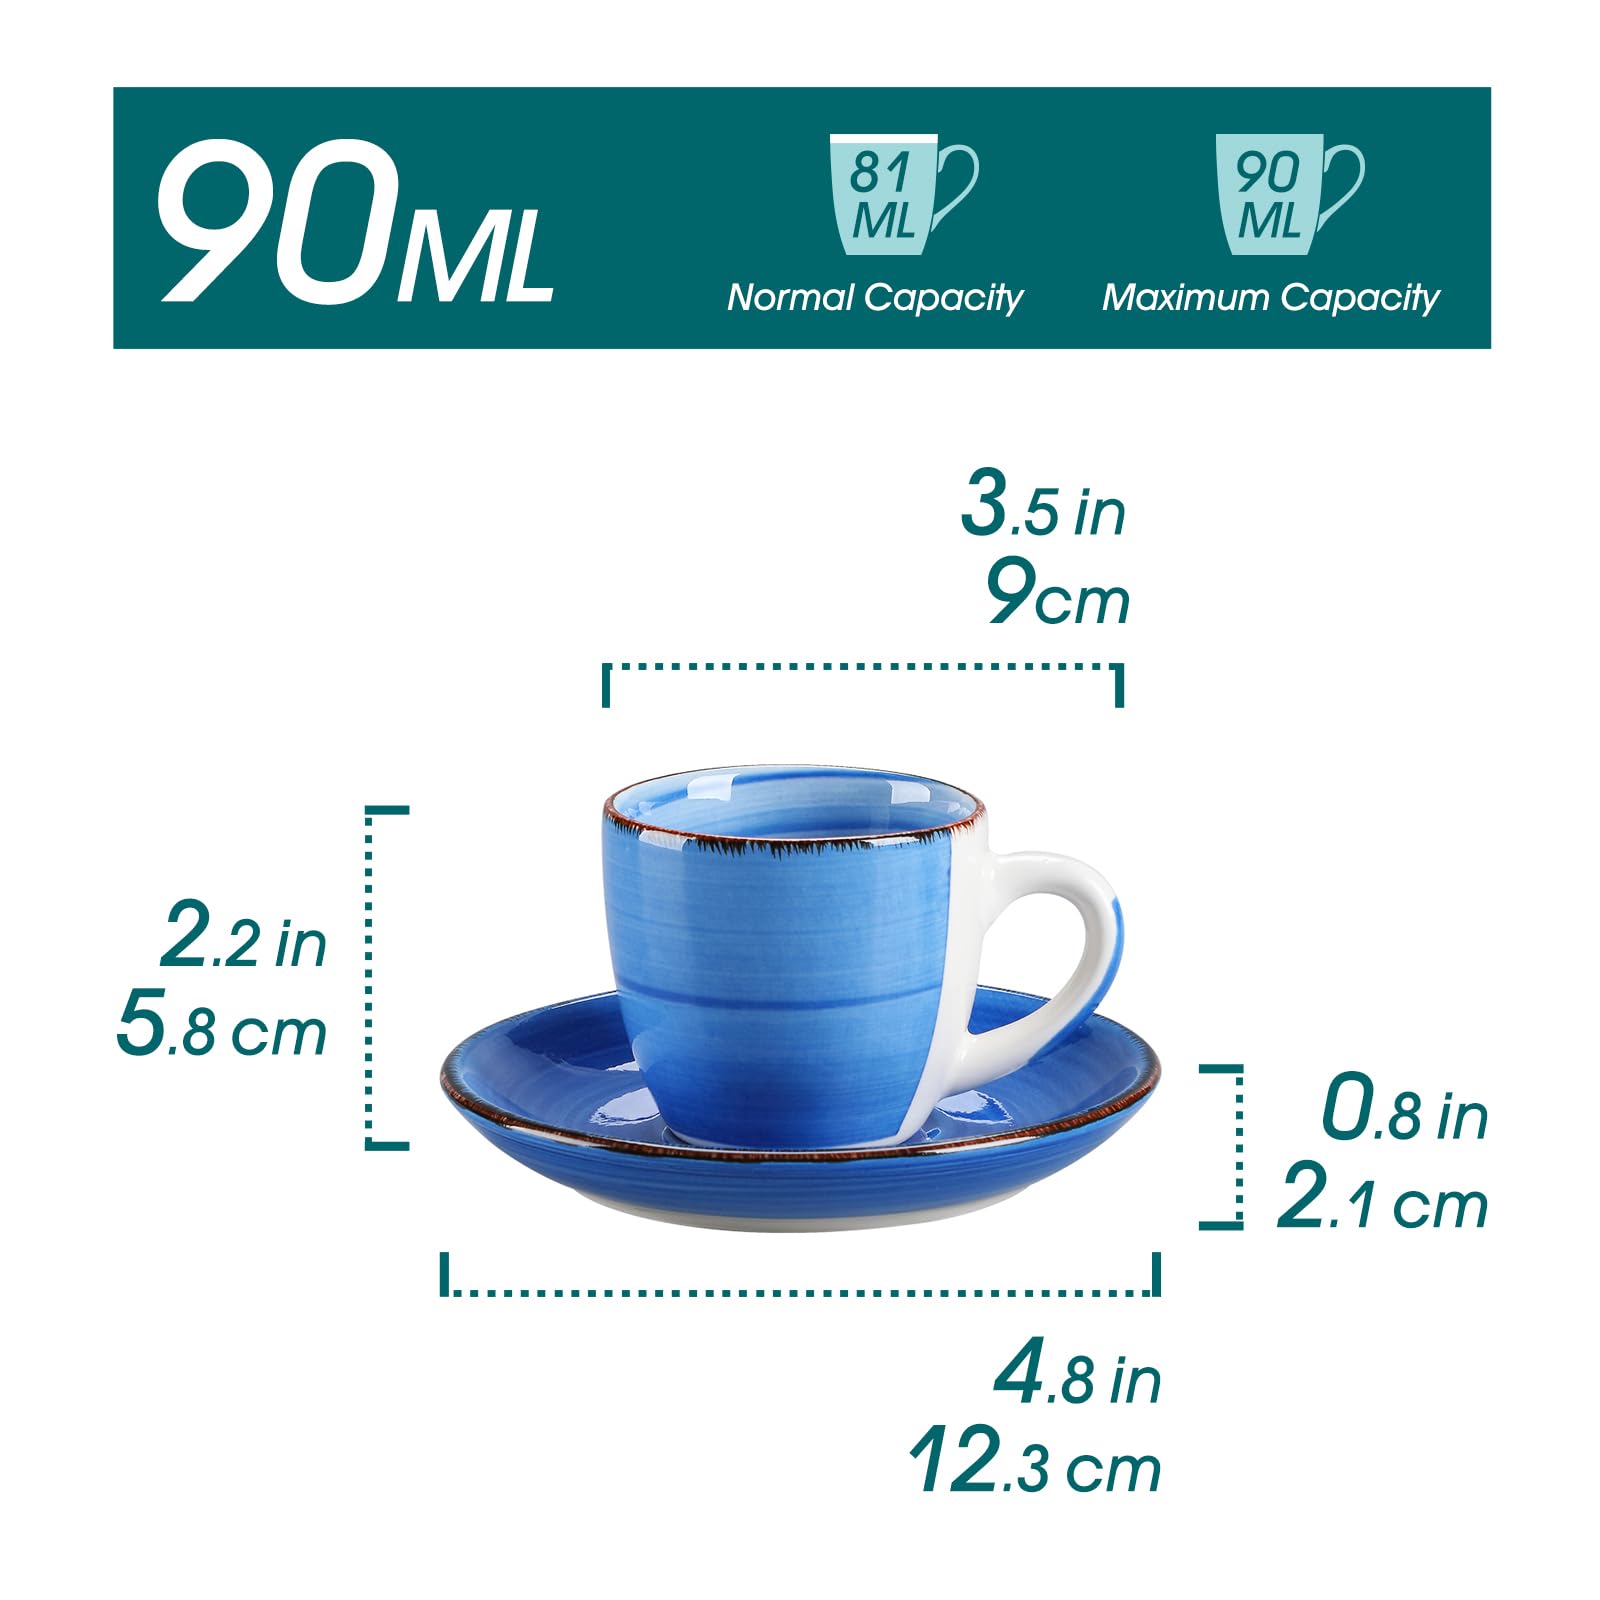 90ML
81
ML
Normal Capacity
90
ML
Maximum Capacity
3.5 in
9cm
2.2 in
5.8 cm
0.8 in
2.1 cm
4.8 in
12.3 cm